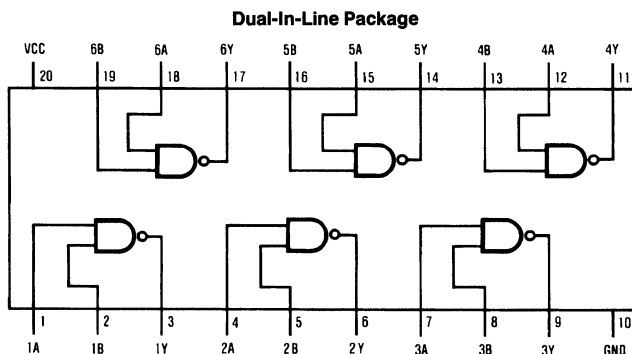 Dual-In-Line Package
VCC 6B 6A 6Y 5B 5A 5Y 4B 4A 4Y
20 19 18 17 16 15 14 13 12 11
1 2 3 4 5 6 7 8 9 10
1A 1B 1Y 2A 2B 2Y 3A 3B 3Y GND